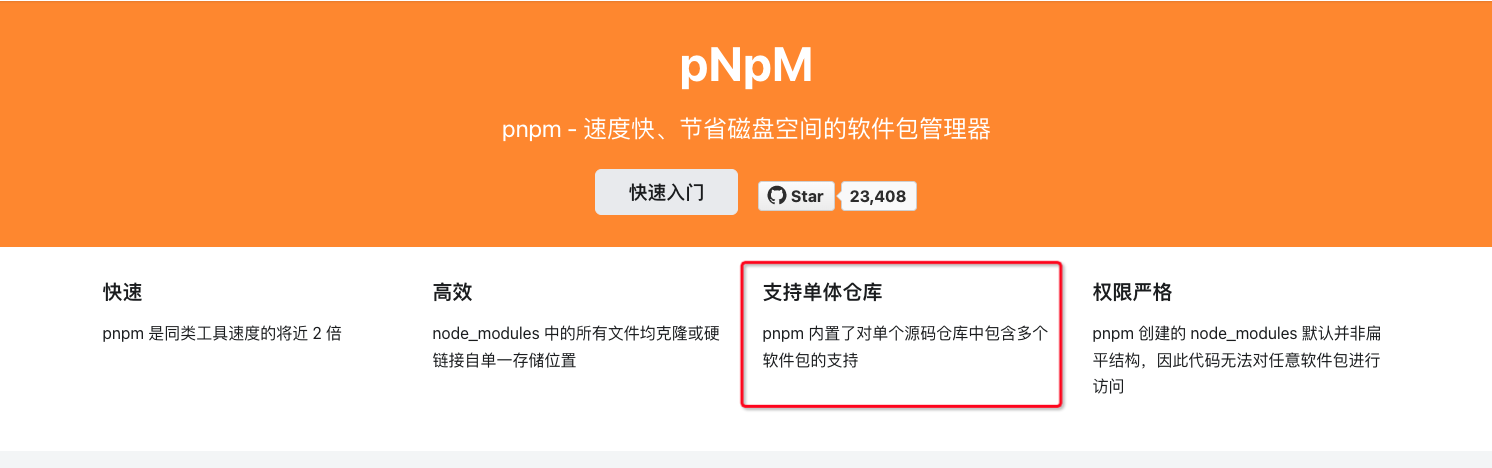 pNpM
pnpm - 速度快、节省磁盘空间的软件包管理器
快速入门
Star
23,408
快速
pnpm 是同类工具速度的将近 2 倍
高效
node_modules 中的所有文件均克隆或硬
链接自单一存储位置
支持单体仓库
pnpm 内置了对单个源码仓库中包含多个
软件包的支持
权限严格
pnpm 创建的 node_modules 默认并非扁
平结构，因此代码无法对任意软件包进行
访问